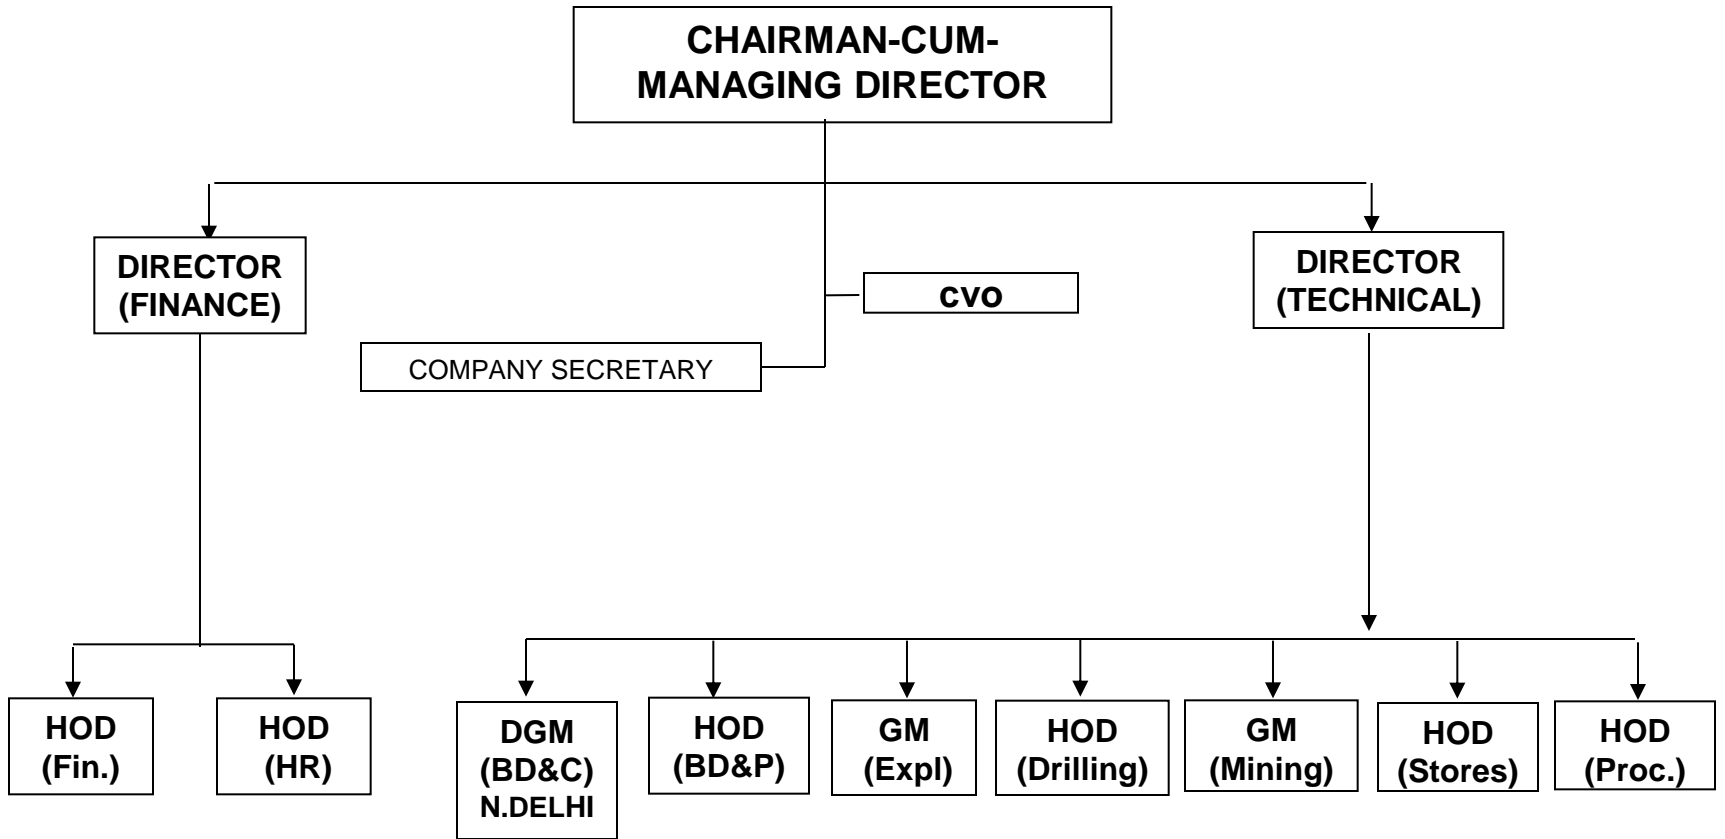 CHAIRMAN-CUM-
MANAGING DIRECTOR
DIRECTOR
(FINANCE)
DIRECTOR
(TECHNICAL)
CVO
COMPANY SECRETARY
HOD
(Fin.)
HOD
(HR)
DGM
(BD&C)
N.DELHI
HOD
(BD&P)
GM
(Expl)
HOD
(Drilling)
GM
(Mining)
HOD
(Stores)
HOD
(Proc.)